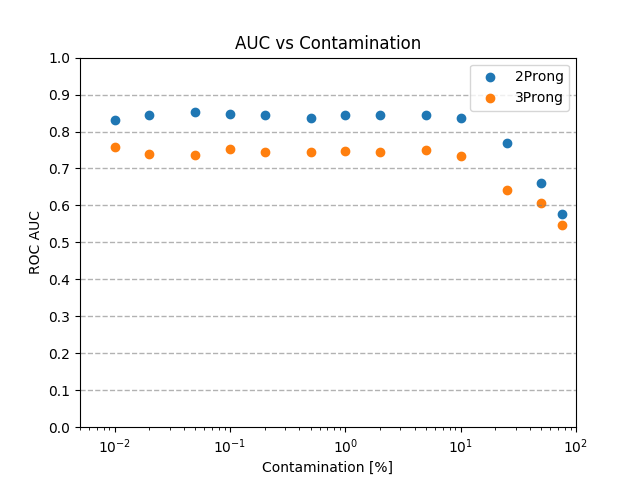 AUC vs Contamination
2Prong
3Prong
ROC AUC
1.0
0.9
0.8
0.7
0.6
0.5
0.4
0.3
0.2
0.1
0.0
10⁻² 10⁻¹ 10⁰ 10¹ 10²
Contamination [%]